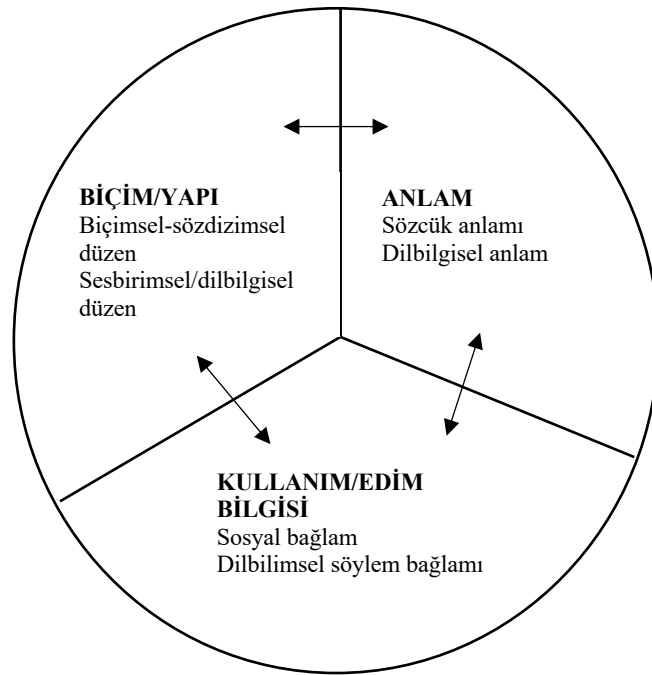 BİÇİM/YAPI
Biçimsel-sözdizimsel
düzen
Sesbirimsel/dilbilgisel
düzen
ANLAM
Sözcük anlamı
Dilbilgisel anlam
KULLANIM/EDİM
BİLGİSİ
Sosyal bağlam
Dilbilimsel söylem bağlamı